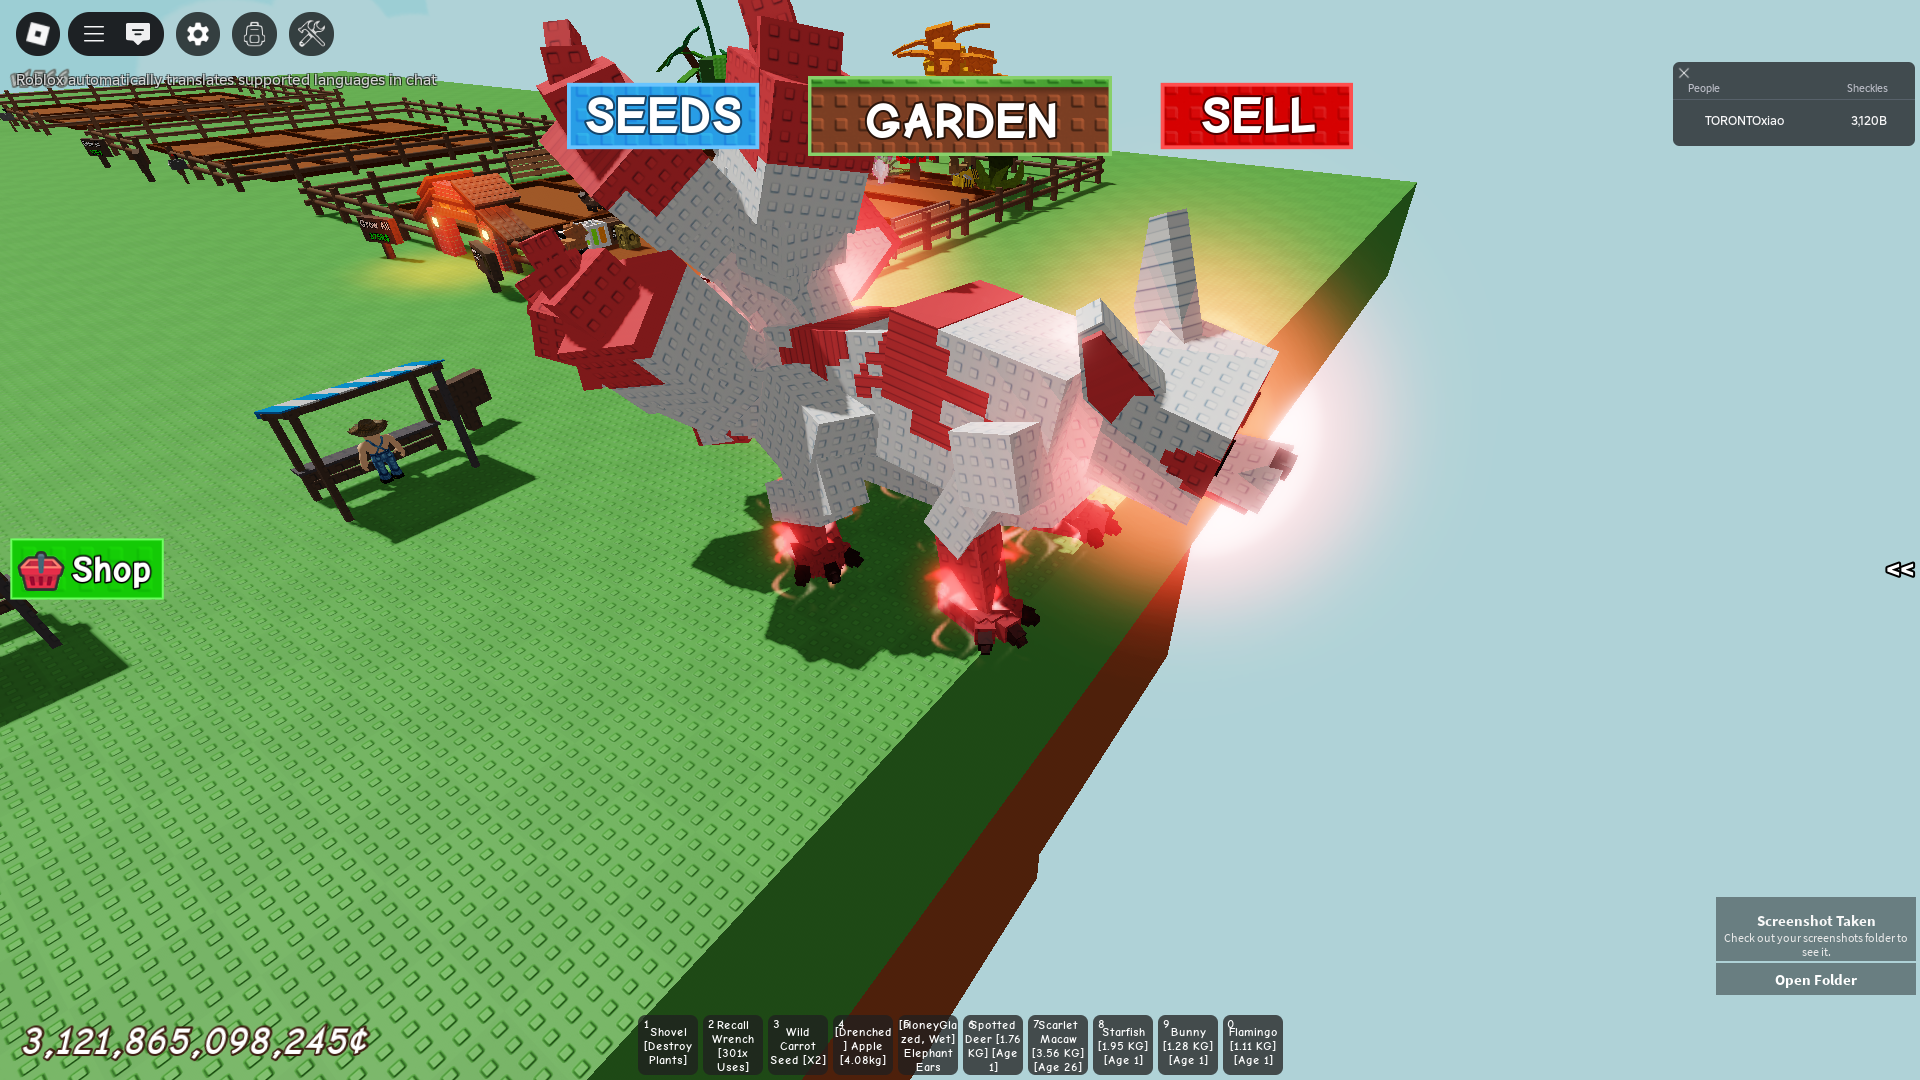 Roblox automatically translates supported languages in chat
SEEDS
GARDEN
SELL
People
Sheckles
TORONTOxiao
3,120B
Grow All
Shop
<<
Screenshot Taken
Check out your screenshots folder to
see it.
Open Folder
3,121,865,098,245¢
1
Shovel
[Destroy
Plants]
2
Recall
Wrench
[301x
Uses]
3
Wild
Carrot
Seed [X2]
4
[Drenched
] Apple
[4.08kg]
[HoneyGla
zed, Wet]
Elephant
Ears
6
Spotted
Deer [1.76
KG] [Age
1]
7
Scarlet
Macaw
[3.56 KG]
[Age 26]
8
Starfish
[1.95 KG]
[Age 1]
9
Bunny
[1.28 KG]
[Age 1]
0
Flamingo
[1.11 KG]
[Age 1]